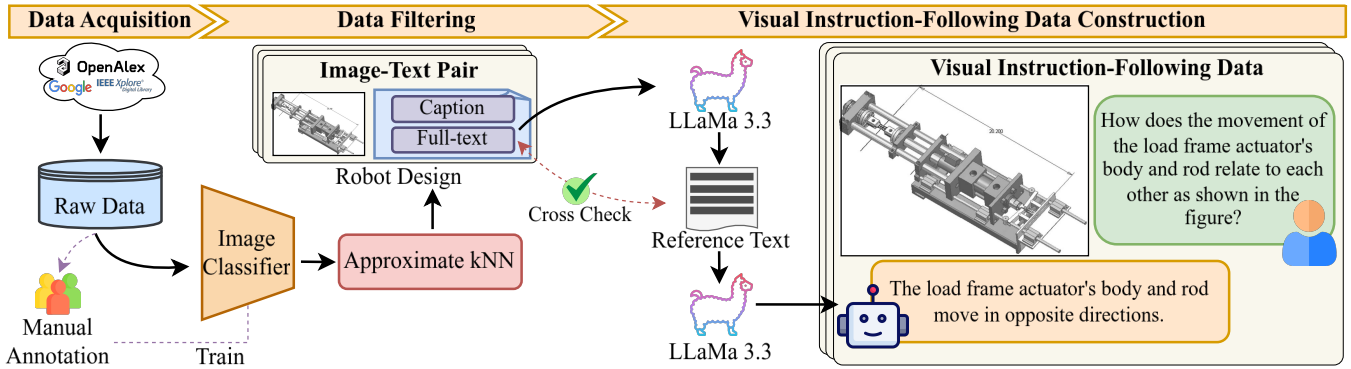 Data Acquisition
Data Filtering
Visual Instruction-Following Data Construction
OpenAlex
Google
IEEE Xplore®
Digital Library
Raw Data
Manual
Annotation
Train
Image
Classifier
Approximate kNN
Image-Text Pair
Caption
Full-text
Robot Design
Cross Check
LLaMa 3.3
Reference Text
LLaMa 3.3
Visual Instruction-Following Data
How does the movement of
the load frame actuator's
body and rod relate to each
other as shown in the
figure?
The load frame actuator's body and rod
move in opposite directions.